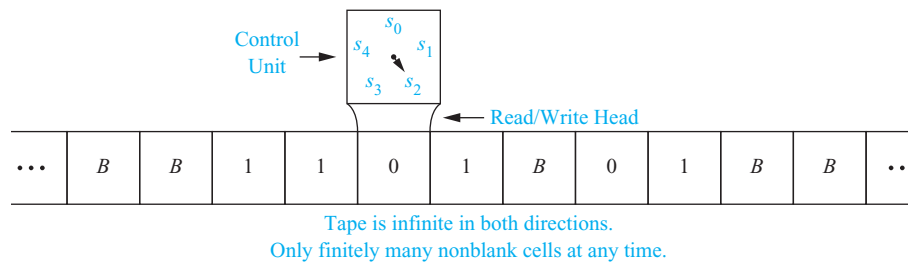 s0
Control
Unit
s4
s1
s3
s2
Read/Write Head
... B B 1 1 0 1 B 0 1 B B ..
Tape is infinite in both directions.
Only finitely many nonblank cells at any time.